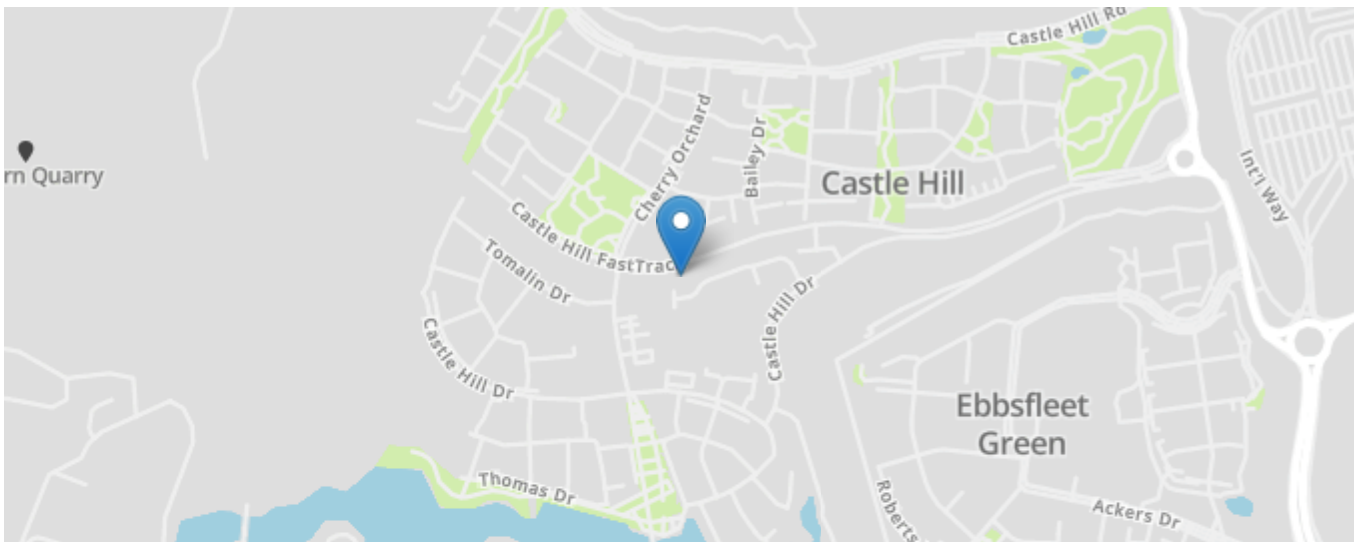 Castle Hill Rd
Cherry Orchard
Bailey Dr
Int'l Way
rn Quarry
Castle Hill
Castle Hill FastTrac
Tomalin Dr
Castle Hill Dr
Castle Hill Dr
Ebbsfleet
Green
Thomas Dr
Roberts
Ackers Dr